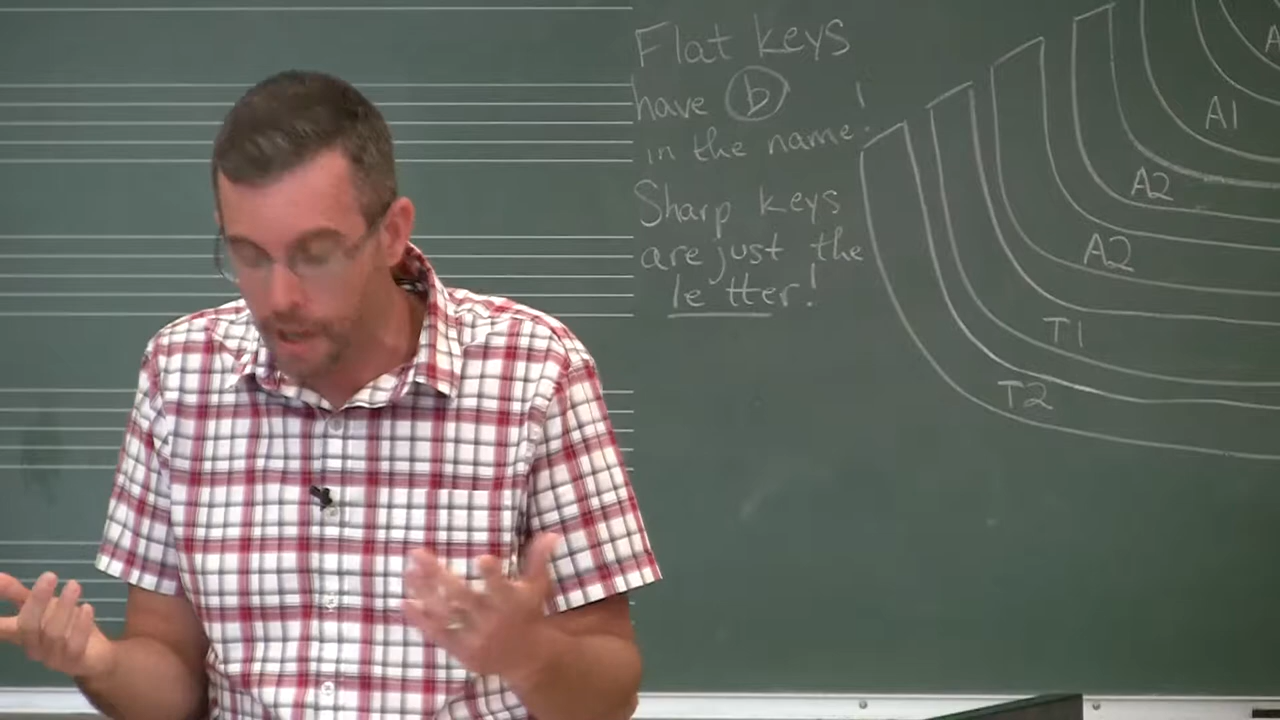 Flat keys
have b !
in the name.
Sharp keys
are just the
letter!
A
A1
A2
A2
T1
T2